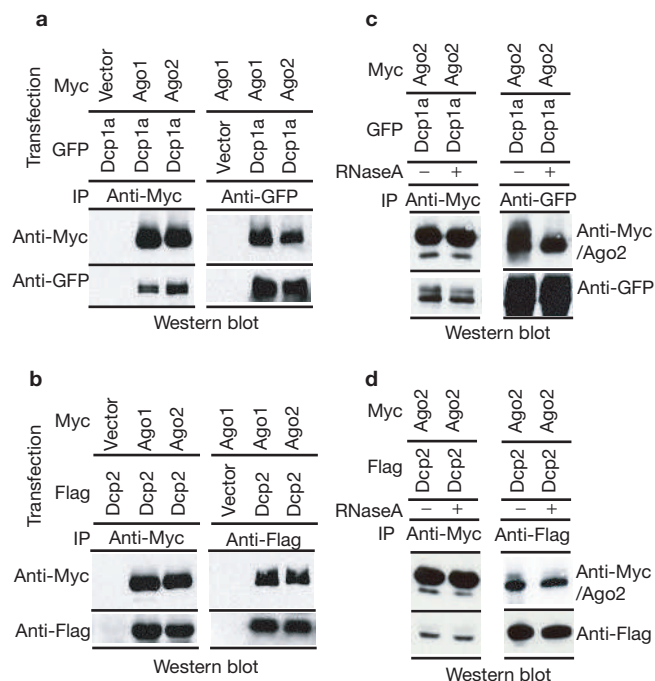 a
Transfection
Myc Vector Ago1 Ago2 Ago1 Ago1 Ago2
GFP Dcp1a Dcp1a Dcp1a Vector Dcp1a Dcp1a
IP Anti-Myc Anti-GFP
Anti-Myc
Anti-GFP
Western blot
b
Transfection
Myc Vector Ago1 Ago2 Ago1 Ago1 Ago2
Flag Dcp2 Dcp2 Dcp2 Vector Dcp2 Dcp2
IP Anti-Myc Anti-Flag
Anti-Myc
Anti-Flag
Western blot
c
Myc Ago2 Ago2 Ago2 Ago2
GFP Dcp1a Dcp1a Dcp1a Dcp1a
RNaseA – + – +
IP Anti-Myc Anti-GFP
Anti-Myc
/Ago2
Anti-GFP
Western blot
d
Myc Ago2 Ago2 Ago2 Ago2
Flag Dcp2 Dcp2 Dcp2 Dcp2
RNaseA – + – +
IP Anti-Myc Anti-Flag
Anti-Myc
/Ago2
Anti-Flag
Western blot